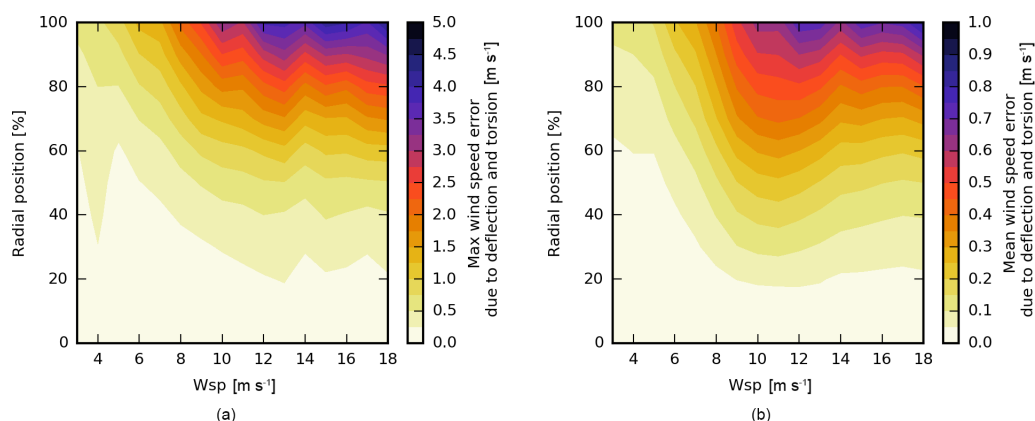 100
80
60
40
20
0
Radial position [%]
4 6 8 10 12 14 16 18
Wsp [m s⁻¹]
(a)
5.0
4.5
4.0
3.5
3.0
2.5
2.0
1.5
1.0
0.5
0.0
Max wind speed error
due to deflection and torsion [m s⁻¹]
100
80
60
40
20
0
Radial position [%]
4 6 8 10 12 14 16 18
Wsp [m s⁻¹]
(b)
1.0
0.9
0.8
0.7
0.6
0.5
0.4
0.3
0.2
0.1
0.0
Mean wind speed error
due to deflection and torsion [m s⁻¹]